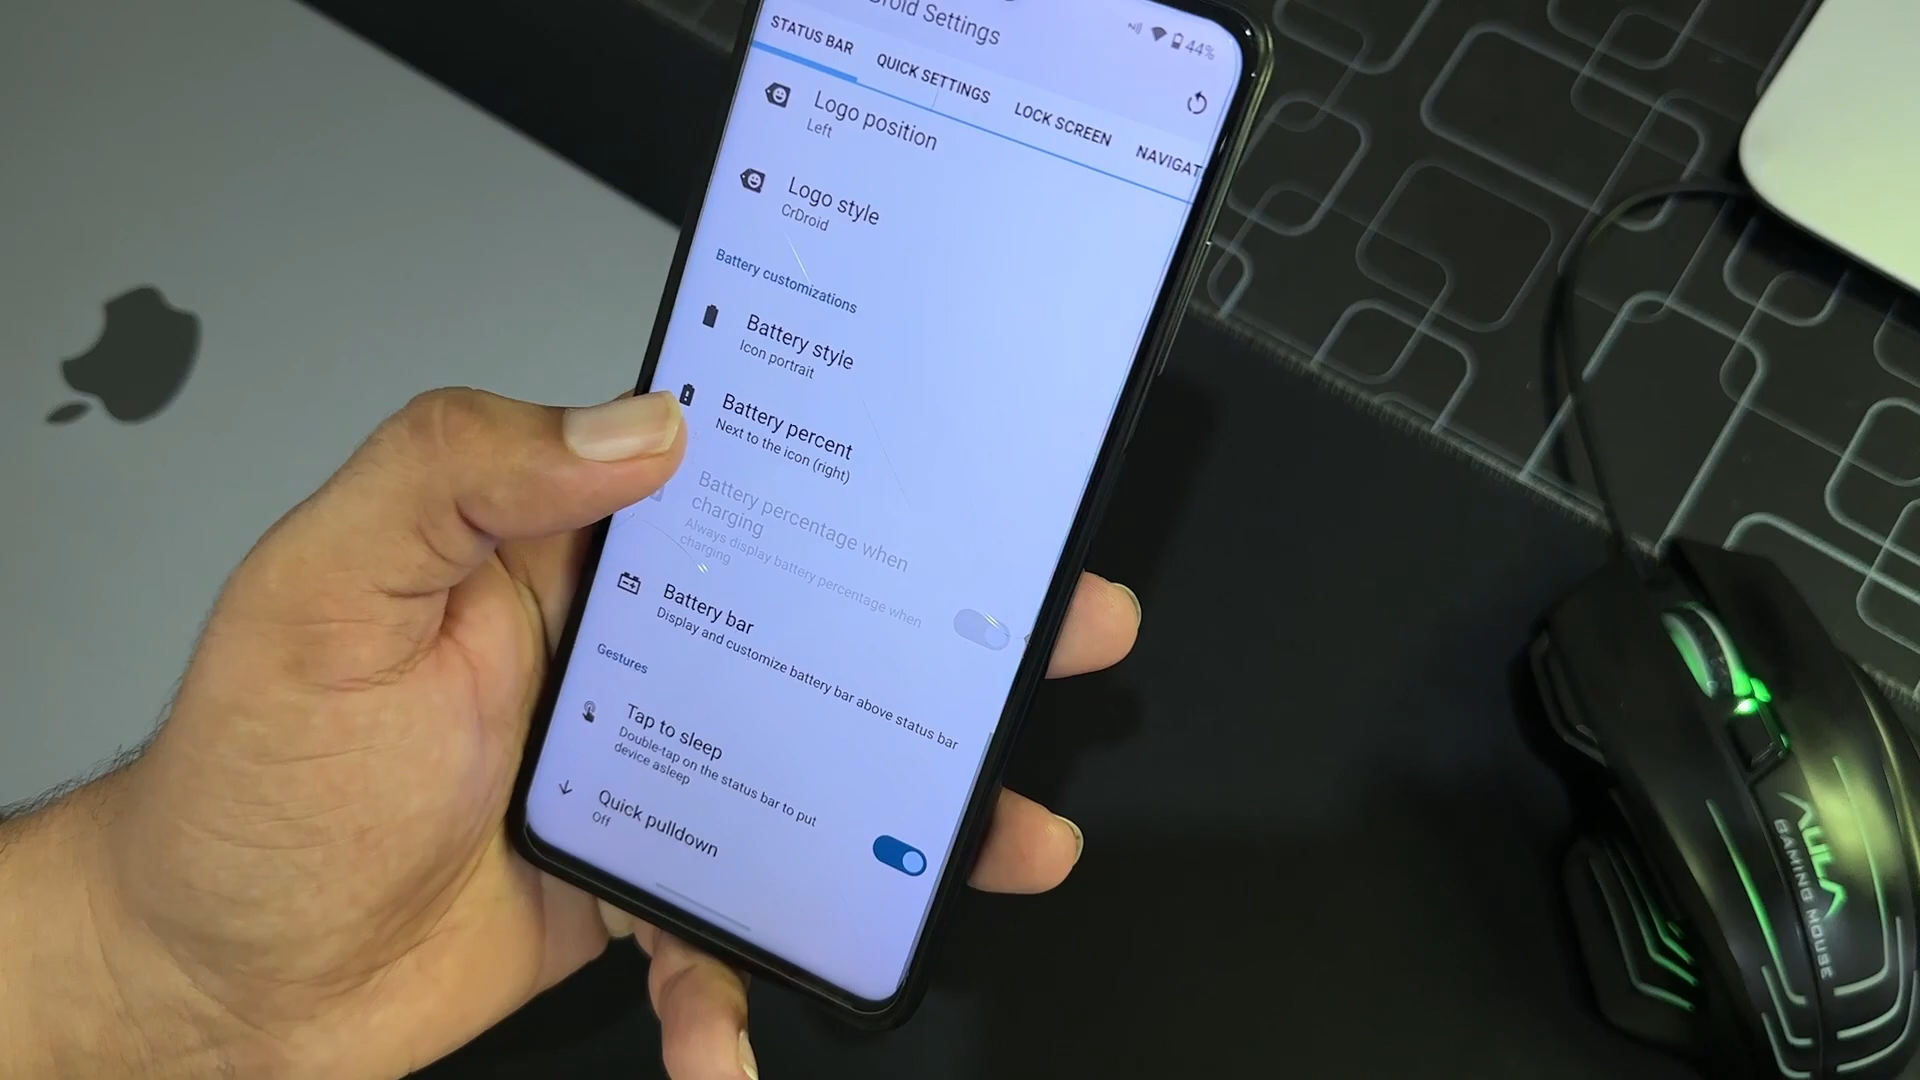 Droid Settings
44%
STATUS BAR
QUICK SETTINGS
LOCK SCREEN
NAVIGAT
Logo position
Left
Logo style
CrDroid
Battery customizations
Battery style
Icon portrait
Battery percent
Next to the icon (right)
Battery percentage when
charging
Always display battery percentage when
charging
Battery bar
Display and customize battery bar above status bar
Gestures
Tap to sleep
Double-tap on the status bar to put
device asleep
Quick pulldown
Off
AULA
GAMING MOUSE